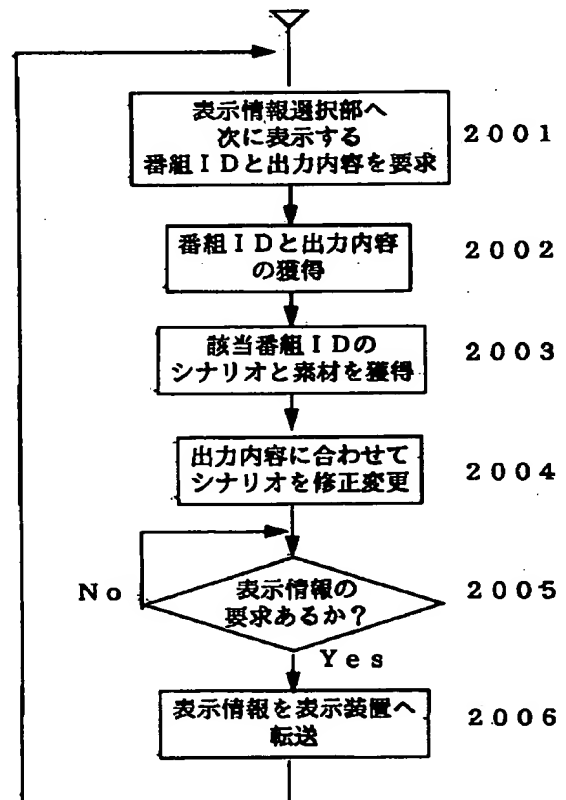 表示情報選択部へ
次に表示する
番組IDと出力内容を要求
2001
番組IDと出力内容
の獲得
2002
該当番組IDの
シナリオと素材を獲得
2003
出力内容に合わせて
シナリオを修正変更
2004
表示情報の
要求あるか？
2005
No
Yes
表示情報を表示装置へ
転送
2006